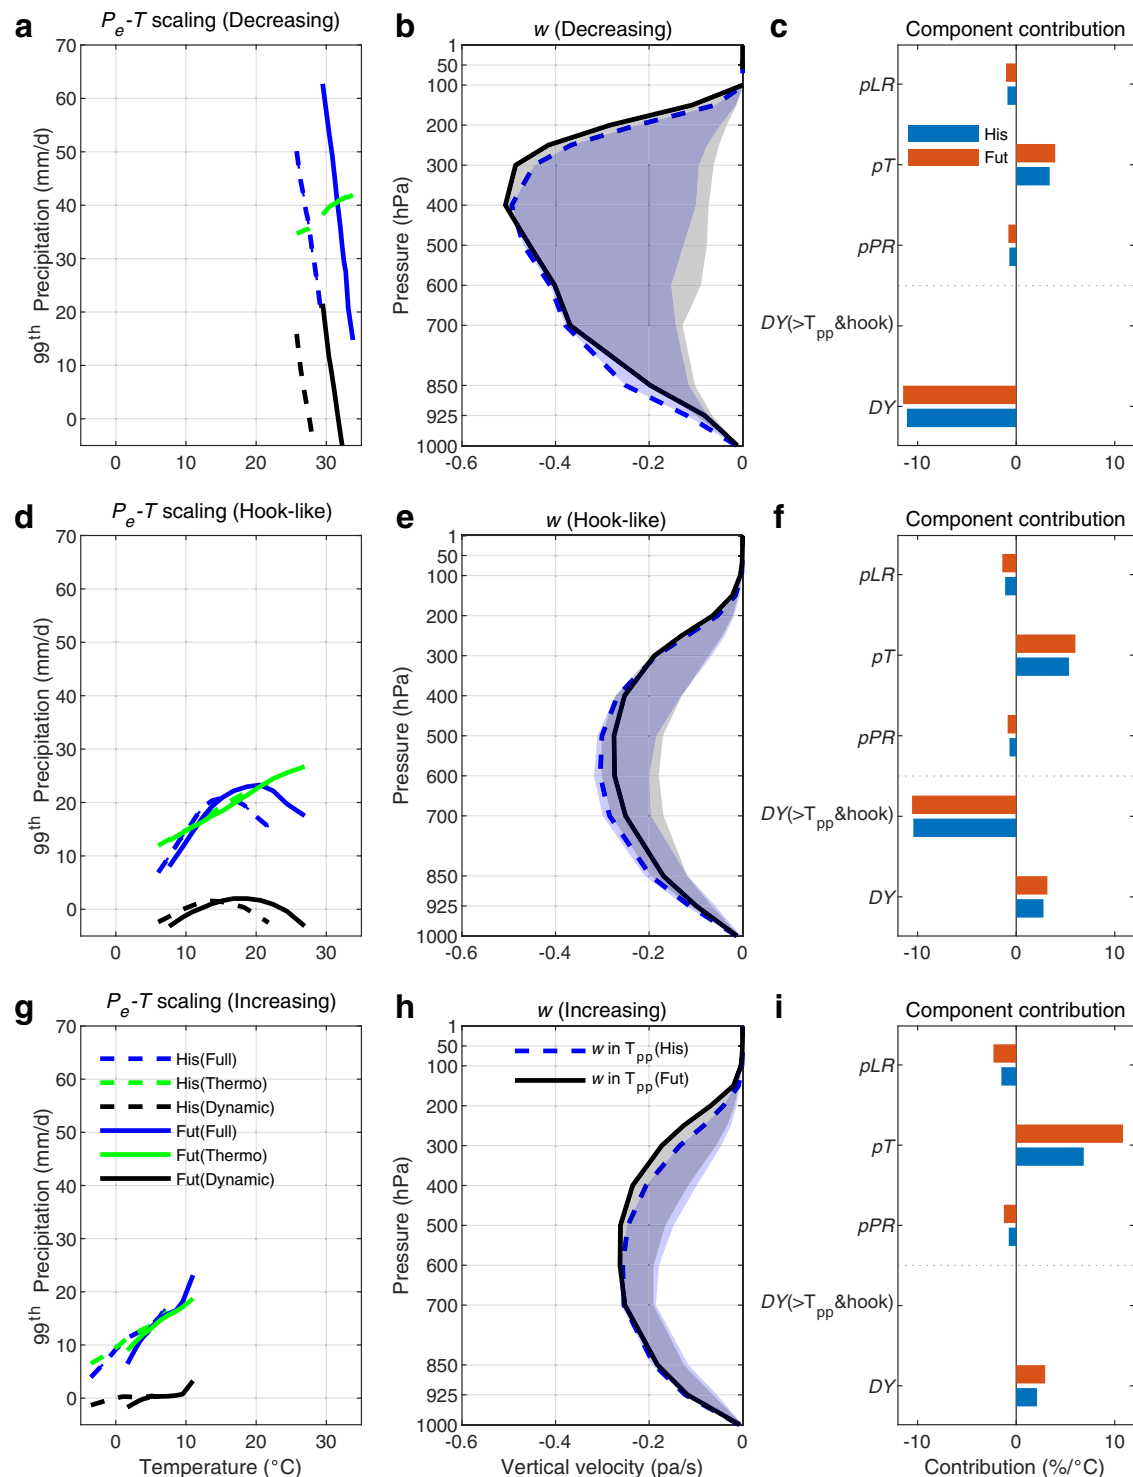 a
Pe-T scaling (Decreasing)
70
60
50
40
30
20
10
0
99th Precipitation (mm/d)
0 10 20 30
b
w (Decreasing)
1
50
100
200
300
400
500
600
700
850
925
1000
Pressure (hPa)
-0.6 -0.4 -0.2 0
c
Component contribution
pLR
pT
pPR
DY(>Tpp&hook)
DY
His
Fut
-10 0 10
d
Pe-T scaling (Hook-like)
70
60
50
40
30
20
10
0
99th Precipitation (mm/d)
0 10 20 30
e
w (Hook-like)
1
50
100
200
300
400
500
600
700
850
925
1000
Pressure (hPa)
-0.6 -0.4 -0.2 0
f
Component contribution
pLR
pT
pPR
DY(>Tpp&hook)
DY
-10 0 10
g
Pe-T scaling (Increasing)
70
60
50
40
30
20
10
0
99th Precipitation (mm/d)
His(Full)
His(Thermo)
His(Dynamic)
Fut(Full)
Fut(Thermo)
Fut(Dynamic)
0 10 20 30
Temperature (°C)
h
w (Increasing)
1
50
100
200
300
400
500
600
700
850
925
1000
Pressure (hPa)
w in Tpp(His)
w in Tpp(Fut)
-0.6 -0.4 -0.2 0
Vertical velocity (pa/s)
i
Component contribution
pLR
pT
pPR
DY(>Tpp&hook)
DY
-10 0 10
Contribution (%/°C)